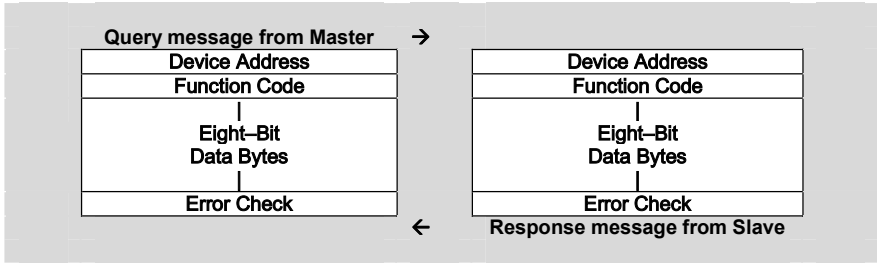 Query message from Master →
Device Address Device Address
Function Code Function Code
Eight–Bit Eight–Bit
Data Bytes Data Bytes
Error Check Error Check
← Response message from Slave